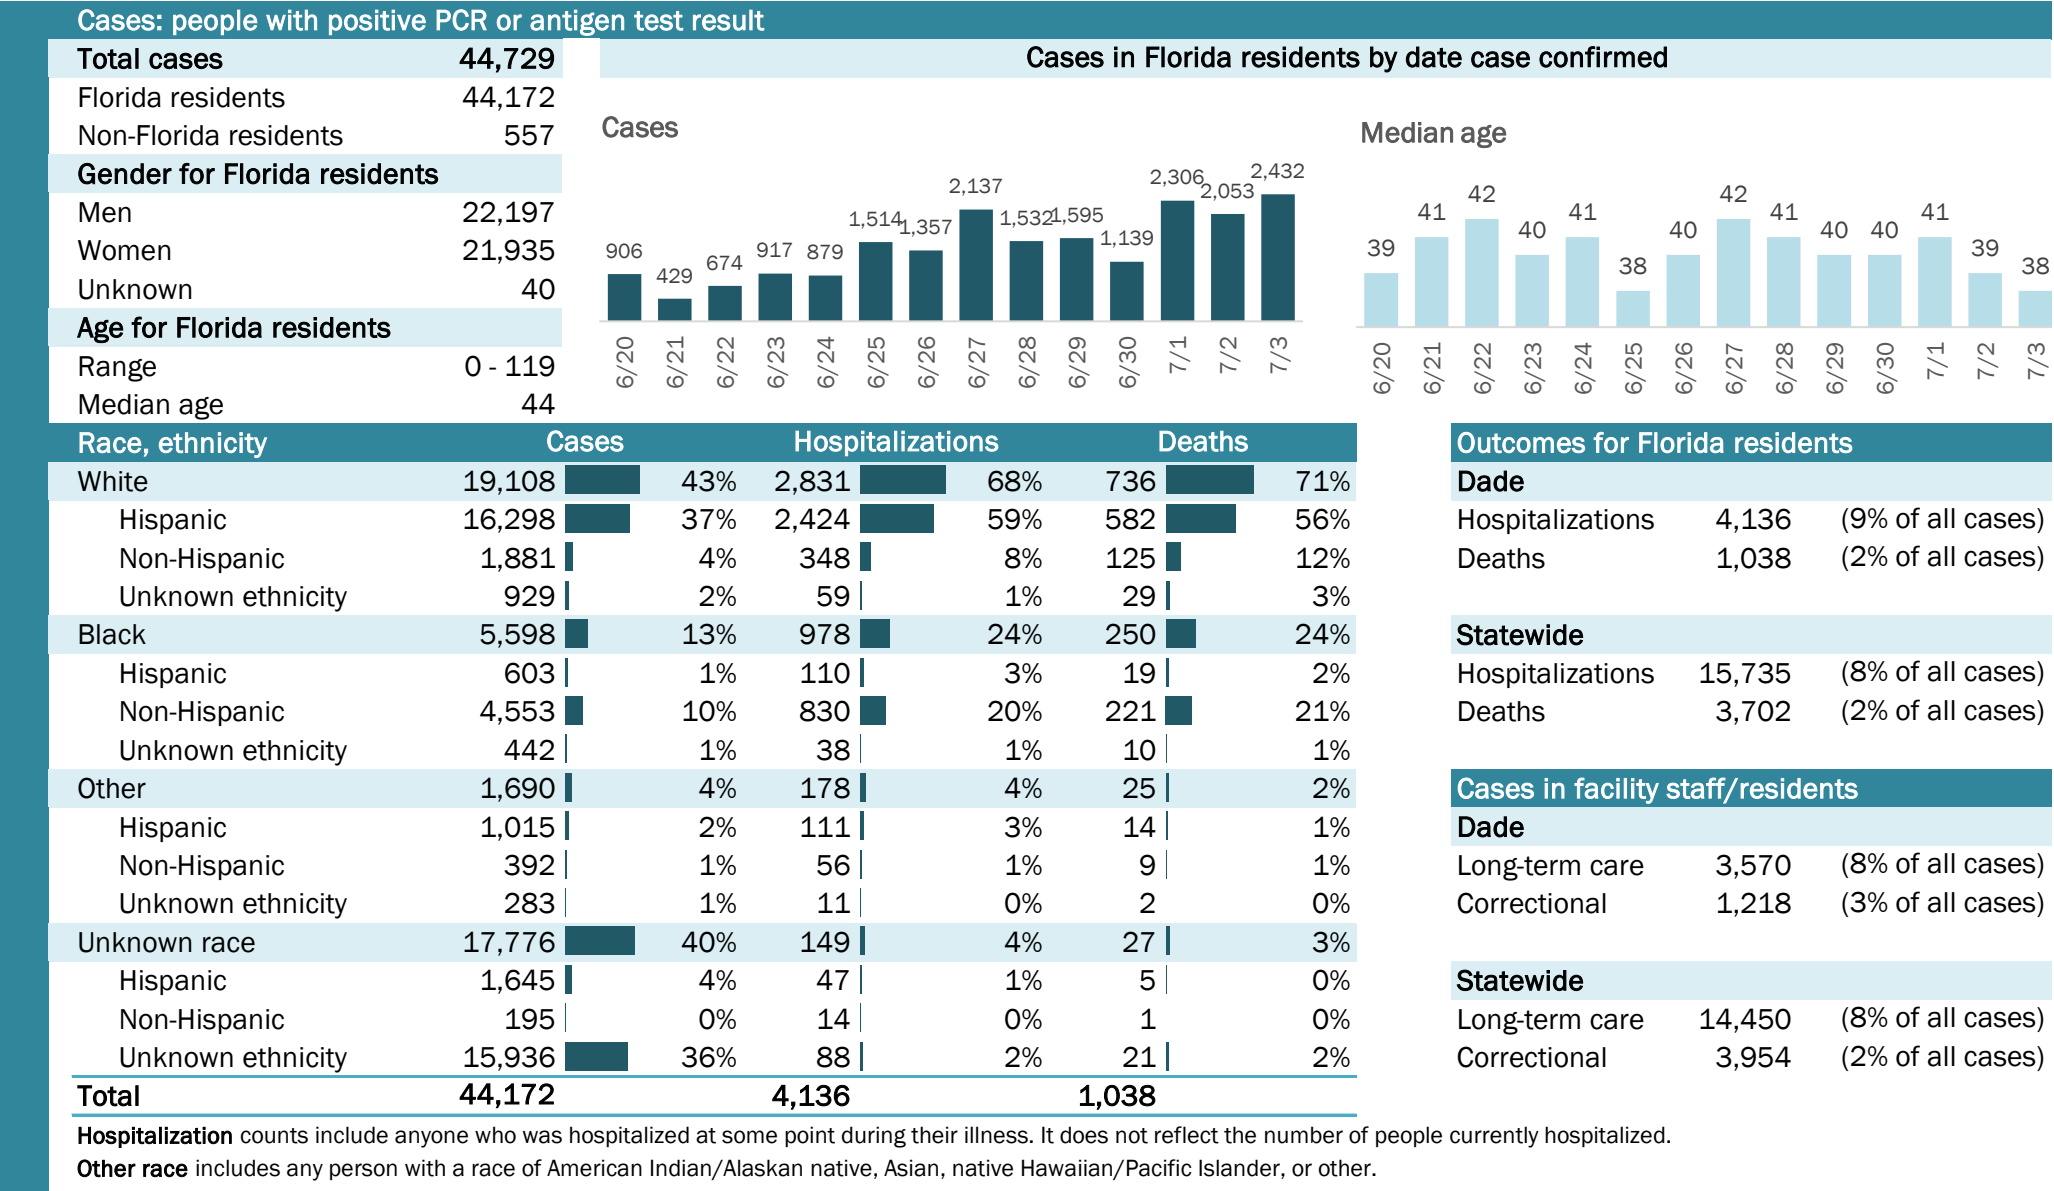 Cases: people with positive PCR or antigen test result
Total cases 44,729
Florida residents 44,172
Non-Florida residents 557
Gender for Florida residents
Men 22,197
Women 21,935
Unknown 40
Age for Florida residents
Range 0 - 119
Median age 44
Cases in Florida residents by date case confirmed
Cases
906 429 674 917 879 1,514 1,357 2,137 1,532 1,595 1,139 2,306 2,053 2,432
6/20 6/21 6/22 6/23 6/24 6/25 6/26 6/27 6/28 6/29 6/30 7/1 7/2 7/3
Median age
39 41 42 40 41 38 40 42 41 40 40 41 39 38
6/20 6/21 6/22 6/23 6/24 6/25 6/26 6/27 6/28 6/29 6/30 7/1 7/2 7/3
Race, ethnicity Cases Hospitalizations Deaths
White 19,108 43% 2,831 68% 736 71%
Hispanic 16,298 37% 2,424 59% 582 56%
Non-Hispanic 1,881 4% 348 8% 125 12%
Unknown ethnicity 929 2% 59 1% 29 3%
Black 5,598 13% 978 24% 250 24%
Hispanic 603 1% 110 3% 19 2%
Non-Hispanic 4,553 10% 830 20% 221 21%
Unknown ethnicity 442 1% 38 1% 10 1%
Other 1,690 4% 178 4% 25 2%
Hispanic 1,015 2% 111 3% 14 1%
Non-Hispanic 392 1% 56 1% 9 1%
Unknown ethnicity 283 1% 11 0% 2 0%
Unknown race 17,776 40% 149 4% 27 3%
Hispanic 1,645 4% 47 1% 5 0%
Non-Hispanic 195 0% 14 0% 1 0%
Unknown ethnicity 15,936 36% 88 2% 21 2%
Total 44,172 4,136 1,038
Outcomes for Florida residents
Dade
Hospitalizations 4,136 (9% of all cases)
Deaths 1,038 (2% of all cases)
Statewide
Hospitalizations 15,735 (8% of all cases)
Deaths 3,702 (2% of all cases)
Cases in facility staff/residents
Dade
Long-term care 3,570 (8% of all cases)
Correctional 1,218 (3% of all cases)
Statewide
Long-term care 14,450 (8% of all cases)
Correctional 3,954 (2% of all cases)
Hospitalization counts include anyone who was hospitalized at some point during their illness. It does not reflect the number of people currently hospitalized.
Other race includes any person with a race of American Indian/Alaskan native, Asian, native Hawaiian/Pacific Islander, or other.